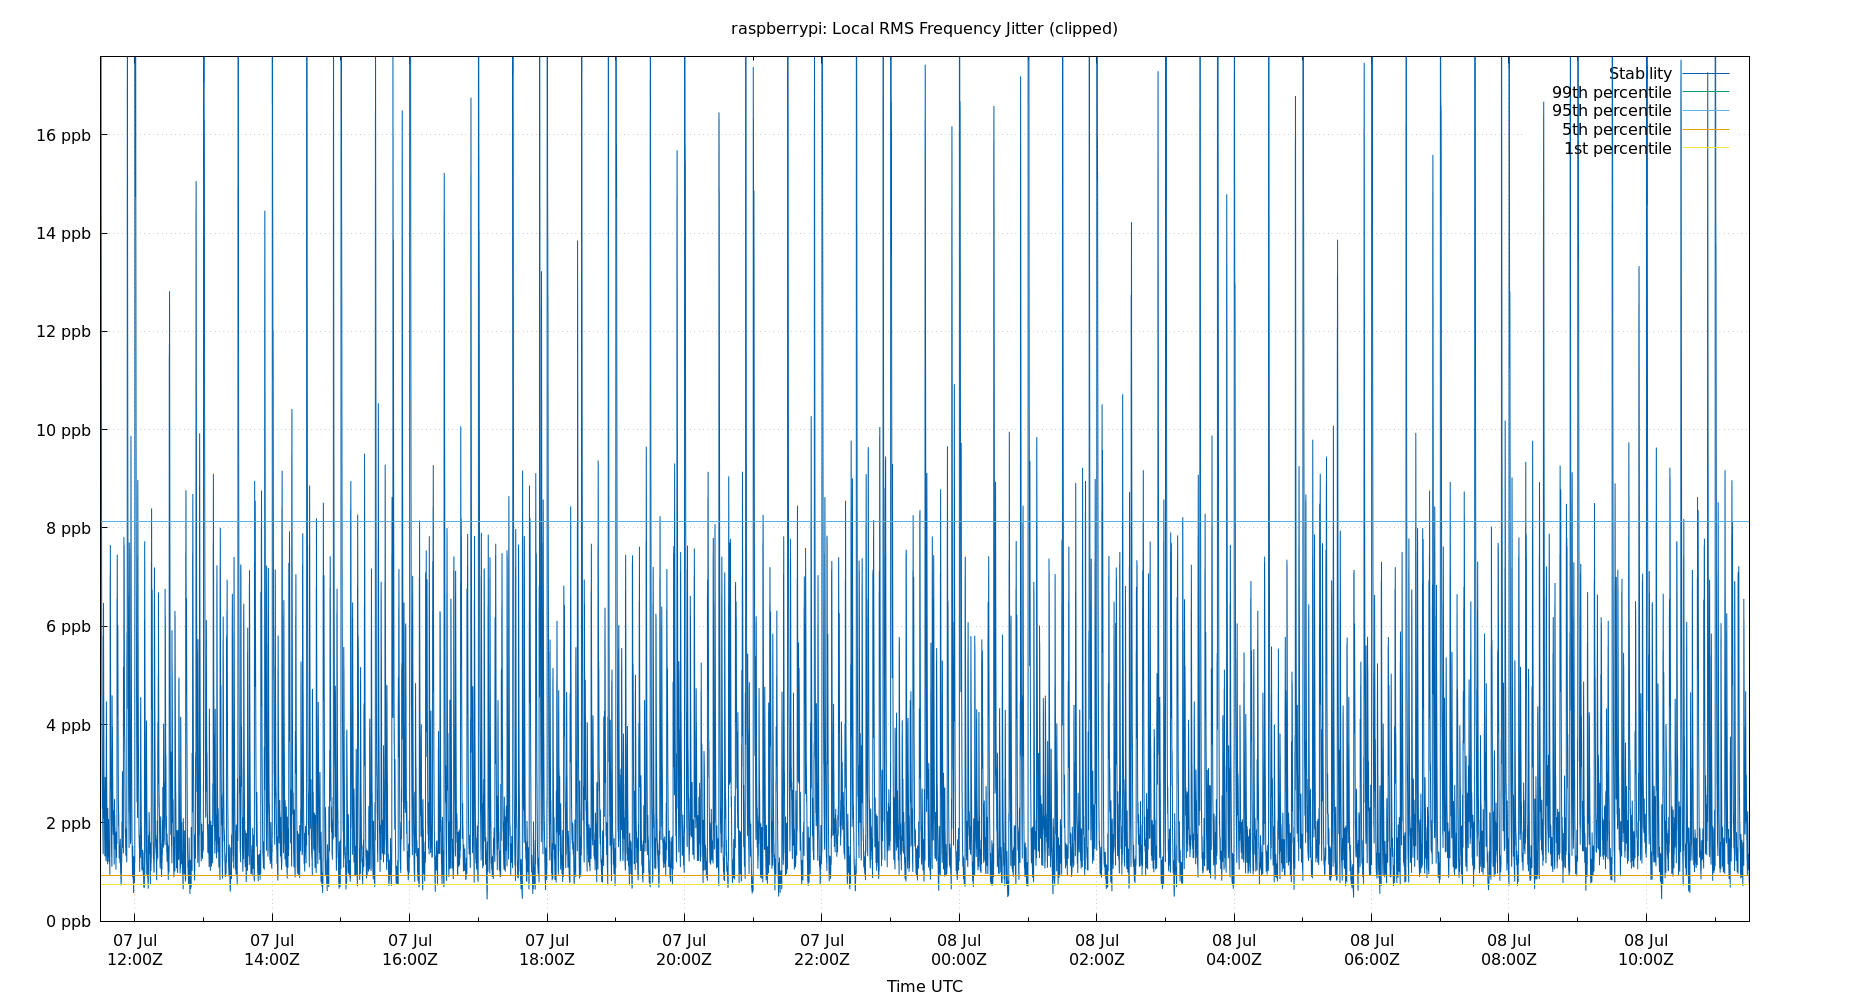 raspberrypi: Local RMS Frequency Jitter (clipped)
Stability
99th percentile
95th percentile
5th percentile
1st percentile
16 ppb
14 ppb
12 ppb
10 ppb
8 ppb
6 ppb
4 ppb
2 ppb
0 ppb
07 Jul 07 Jul 07 Jul 07 Jul 07 Jul 07 Jul 08 Jul 08 Jul 08 Jul 08 Jul 08 Jul 08 Jul
12:00Z 14:00Z 16:00Z 18:00Z 20:00Z 22:00Z 00:00Z 02:00Z 04:00Z 06:00Z 08:00Z 10:00Z
Time UTC